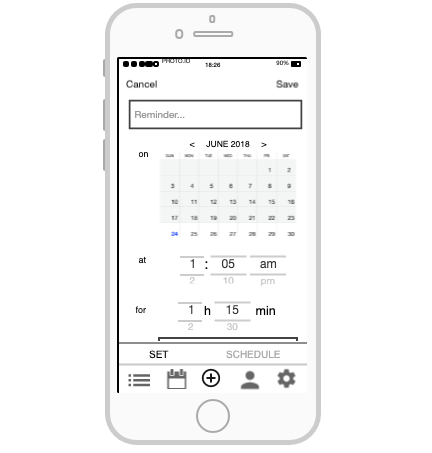 PHOTO.IO 18:26 90%
Cancel Save
Reminder...
on < JUNE 2018 >
SUN MON TUE WED THU FRI SAT
1 2
3 4 5 6 7 8 9
10 11 12 13 14 15 16
17 18 19 20 21 22 23
24 25 26 27 28 29 30
at 1 : 05 am
2 10 pm
for 1 h 15 min
2 30
SET SCHEDULE